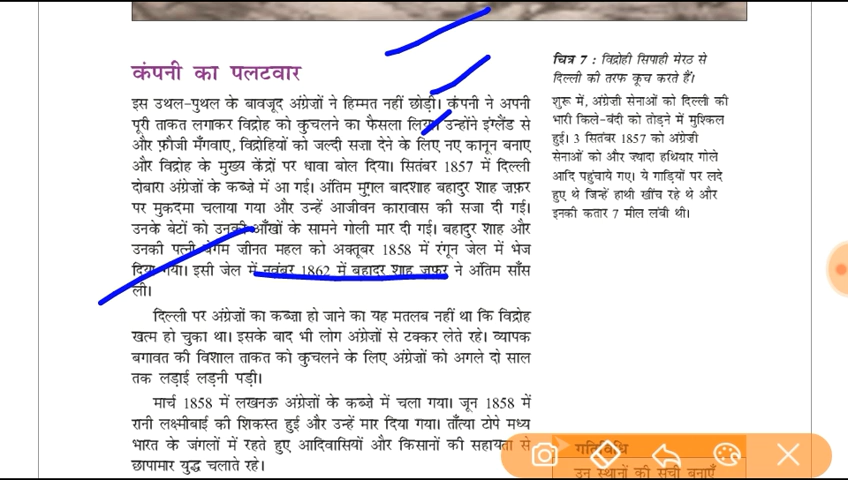 कंपनी का पलटवार
इस उथल-पुथल के बावजूद अंग्रेज़ों ने हिम्मत नहीं छोड़ी। कंपनी ने अपनी
पूरी ताकत लगाकर विद्रोह को कुचलने का फैसला लिया। उन्होंने इंग्लैंड से
और फ़ौजी मँगवाए, विद्रोहियों को जल्दी सज़ा देने के लिए नए कानून बनाए
और विद्रोह के मुख्य केंद्रों पर धावा बोल दिया। सितंबर 1857 में दिल्ली
दोबारा अंग्रेज़ों के कब्ज़े में आ गई। अंतिम मुग़ल बादशाह बहादुर शाह ज़फ़र
पर मुकदमा चलाया गया और उन्हें आजीवन कारावास की सज़ा दी गई।
उनके बेटों को उनकी आँखों के सामने गोली मार दी गई। बहादुर शाह और
उनकी पत्नी बेगम ज़ीनत महल को अक्तूबर 1858 में रंगून जेल में भेज
दिया गया। इसी जेल में नवंबर 1862 में बहादुर शाह ज़फ़र ने अंतिम साँस
ली।
दिल्ली पर अंग्रेज़ों का कब्ज़ा हो जाने का यह मतलब नहीं था कि विद्रोह
खत्म हो चुका था। इसके बाद भी लोग अंग्रेज़ों से टक्कर लेते रहे। व्यापक
बगावत की विशाल ताकत को कुचलने के लिए अंग्रेज़ों को अगले दो साल
तक लड़ाई लड़नी पड़ी।
मार्च 1858 में लखनऊ अंग्रेज़ों के कब्ज़े में चला गया। जून 1858 में
रानी लक्ष्मीबाई की शिकस्त हुई और उन्हें मार दिया गया। ताँत्या टोपे मध्य
भारत के जंगलों में रहते हुए आदिवासियों और किसानों की सहायता से
छापामार युद्ध चलाते रहे।
चित्र 7 : विद्रोही सिपाही मेरठ से
दिल्ली की तरफ कूच करते हैं।
शुरू में, अंग्रेज़ी सेनाओं को दिल्ली की
भारी किले-बंदी को तोड़ने में मुश्किल
हुई। 3 सितंबर 1857 को अंग्रेज़ी
सेनाओं को और ज़्यादा हथियार गोले
आदि पहुंचाये गए। ये गाड़ियों पर लदे
हुए थे जिन्हें हाथी खींच रहे थे और
इनकी कतार 7 मील लंबी थी।
गतिविधि
उन स्थानों की सूची बनाएँ